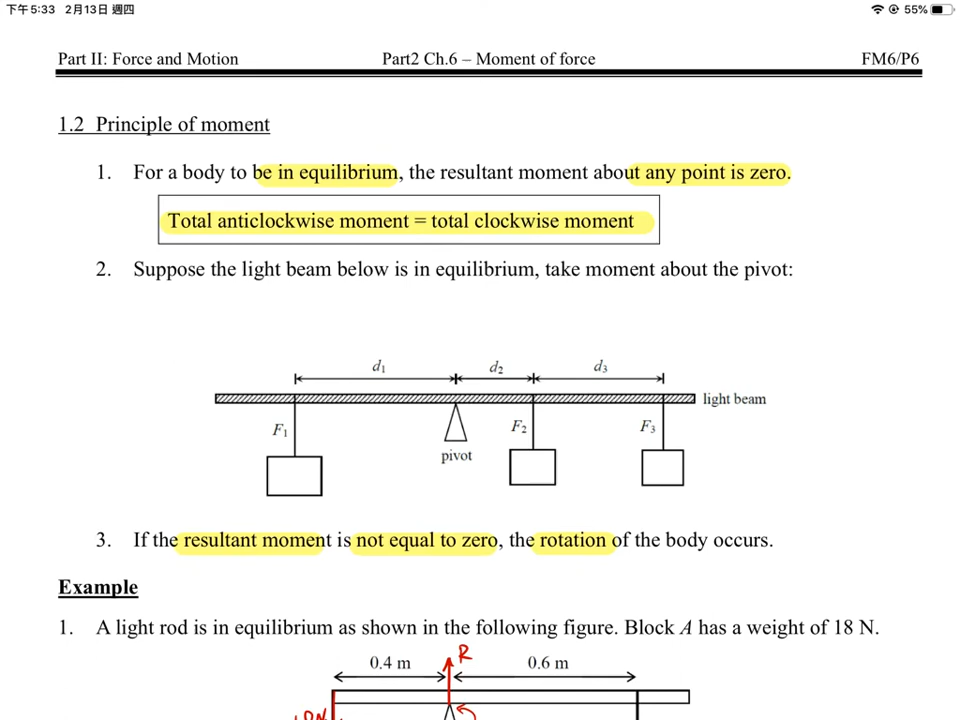 下午5:33 2月13日 週四
55%
Part II: Force and Motion Part2 Ch.6 – Moment of force FM6/P6
1.2 Principle of moment
1. For a body to be in equilibrium, the resultant moment about any point is zero.
Total anticlockwise moment = total clockwise moment
2. Suppose the light beam below is in equilibrium, take moment about the pivot:
d₁ d₂ d₃
light beam
F₁ F₂ F₃
pivot
3. If the resultant moment is not equal to zero, the rotation of the body occurs.
Example
1. A light rod is in equilibrium as shown in the following figure. Block A has a weight of 18 N.
R
0.4 m 0.6 m